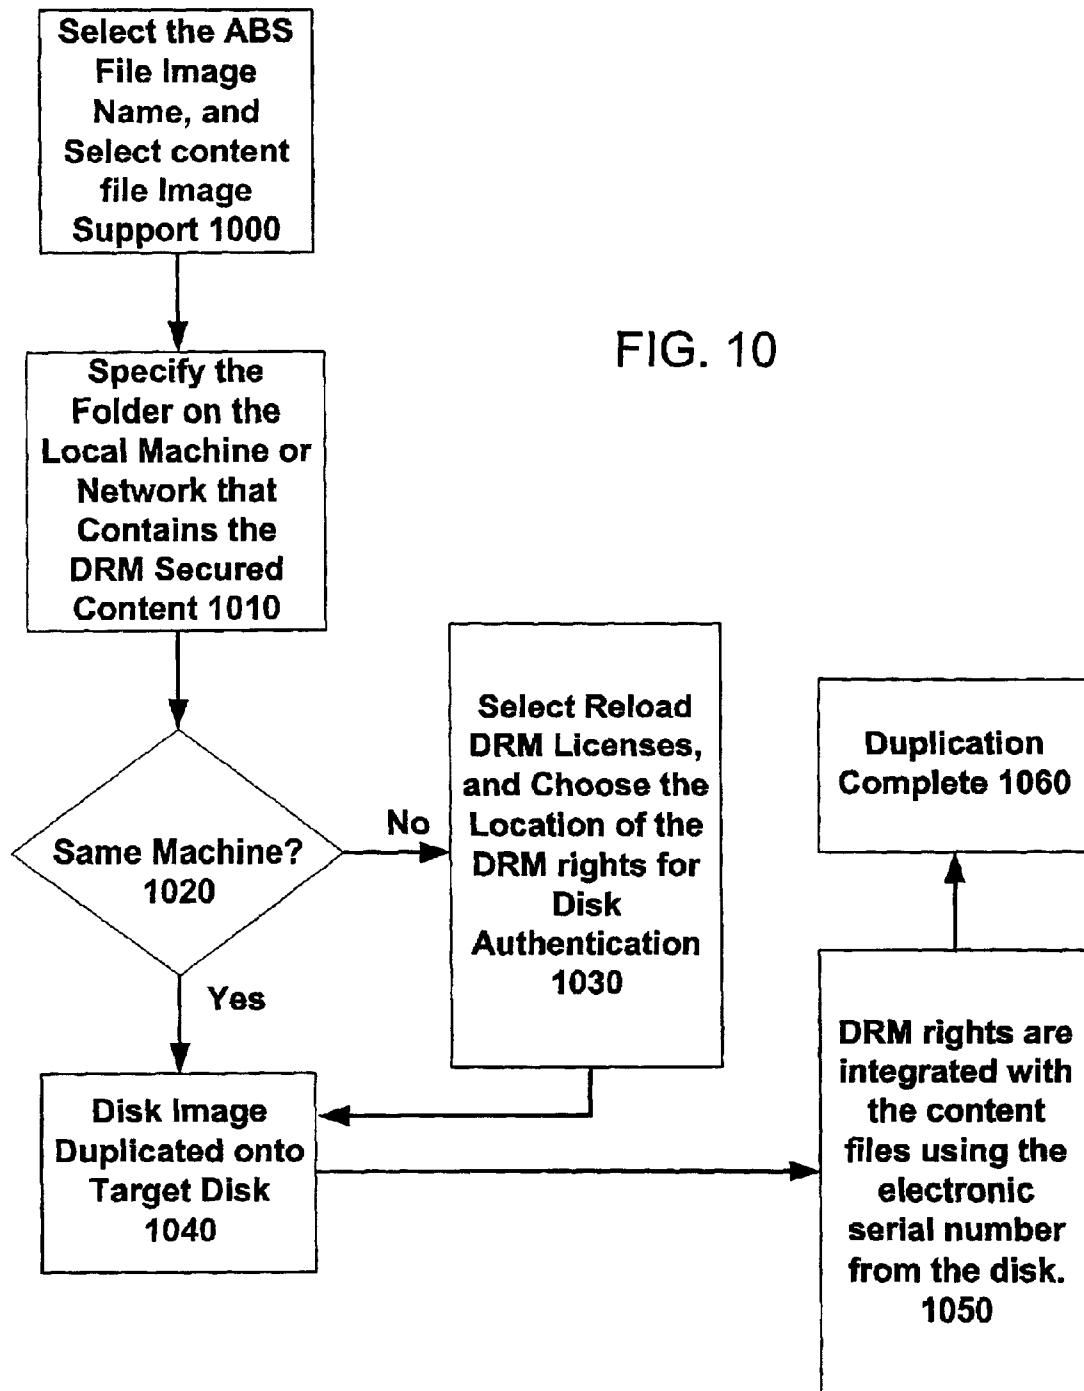 Select the ABS
File Image
Name, and
Select content
file Image
Support 1000
FIG. 10
Specify the
Folder on the
Local Machine or
Network that
Contains the
DRM Secured
Content 1010
Same Machine?
1020
No
Yes
Select Reload
DRM Licenses,
and Choose the
Location of the
DRM rights for
Disk
Authentication
1030
Disk Image
Duplicated onto
Target Disk
1040
DRM rights are
integrated with
the content
files using the
electronic
serial number
from the disk.
1050
Duplication
Complete 1060